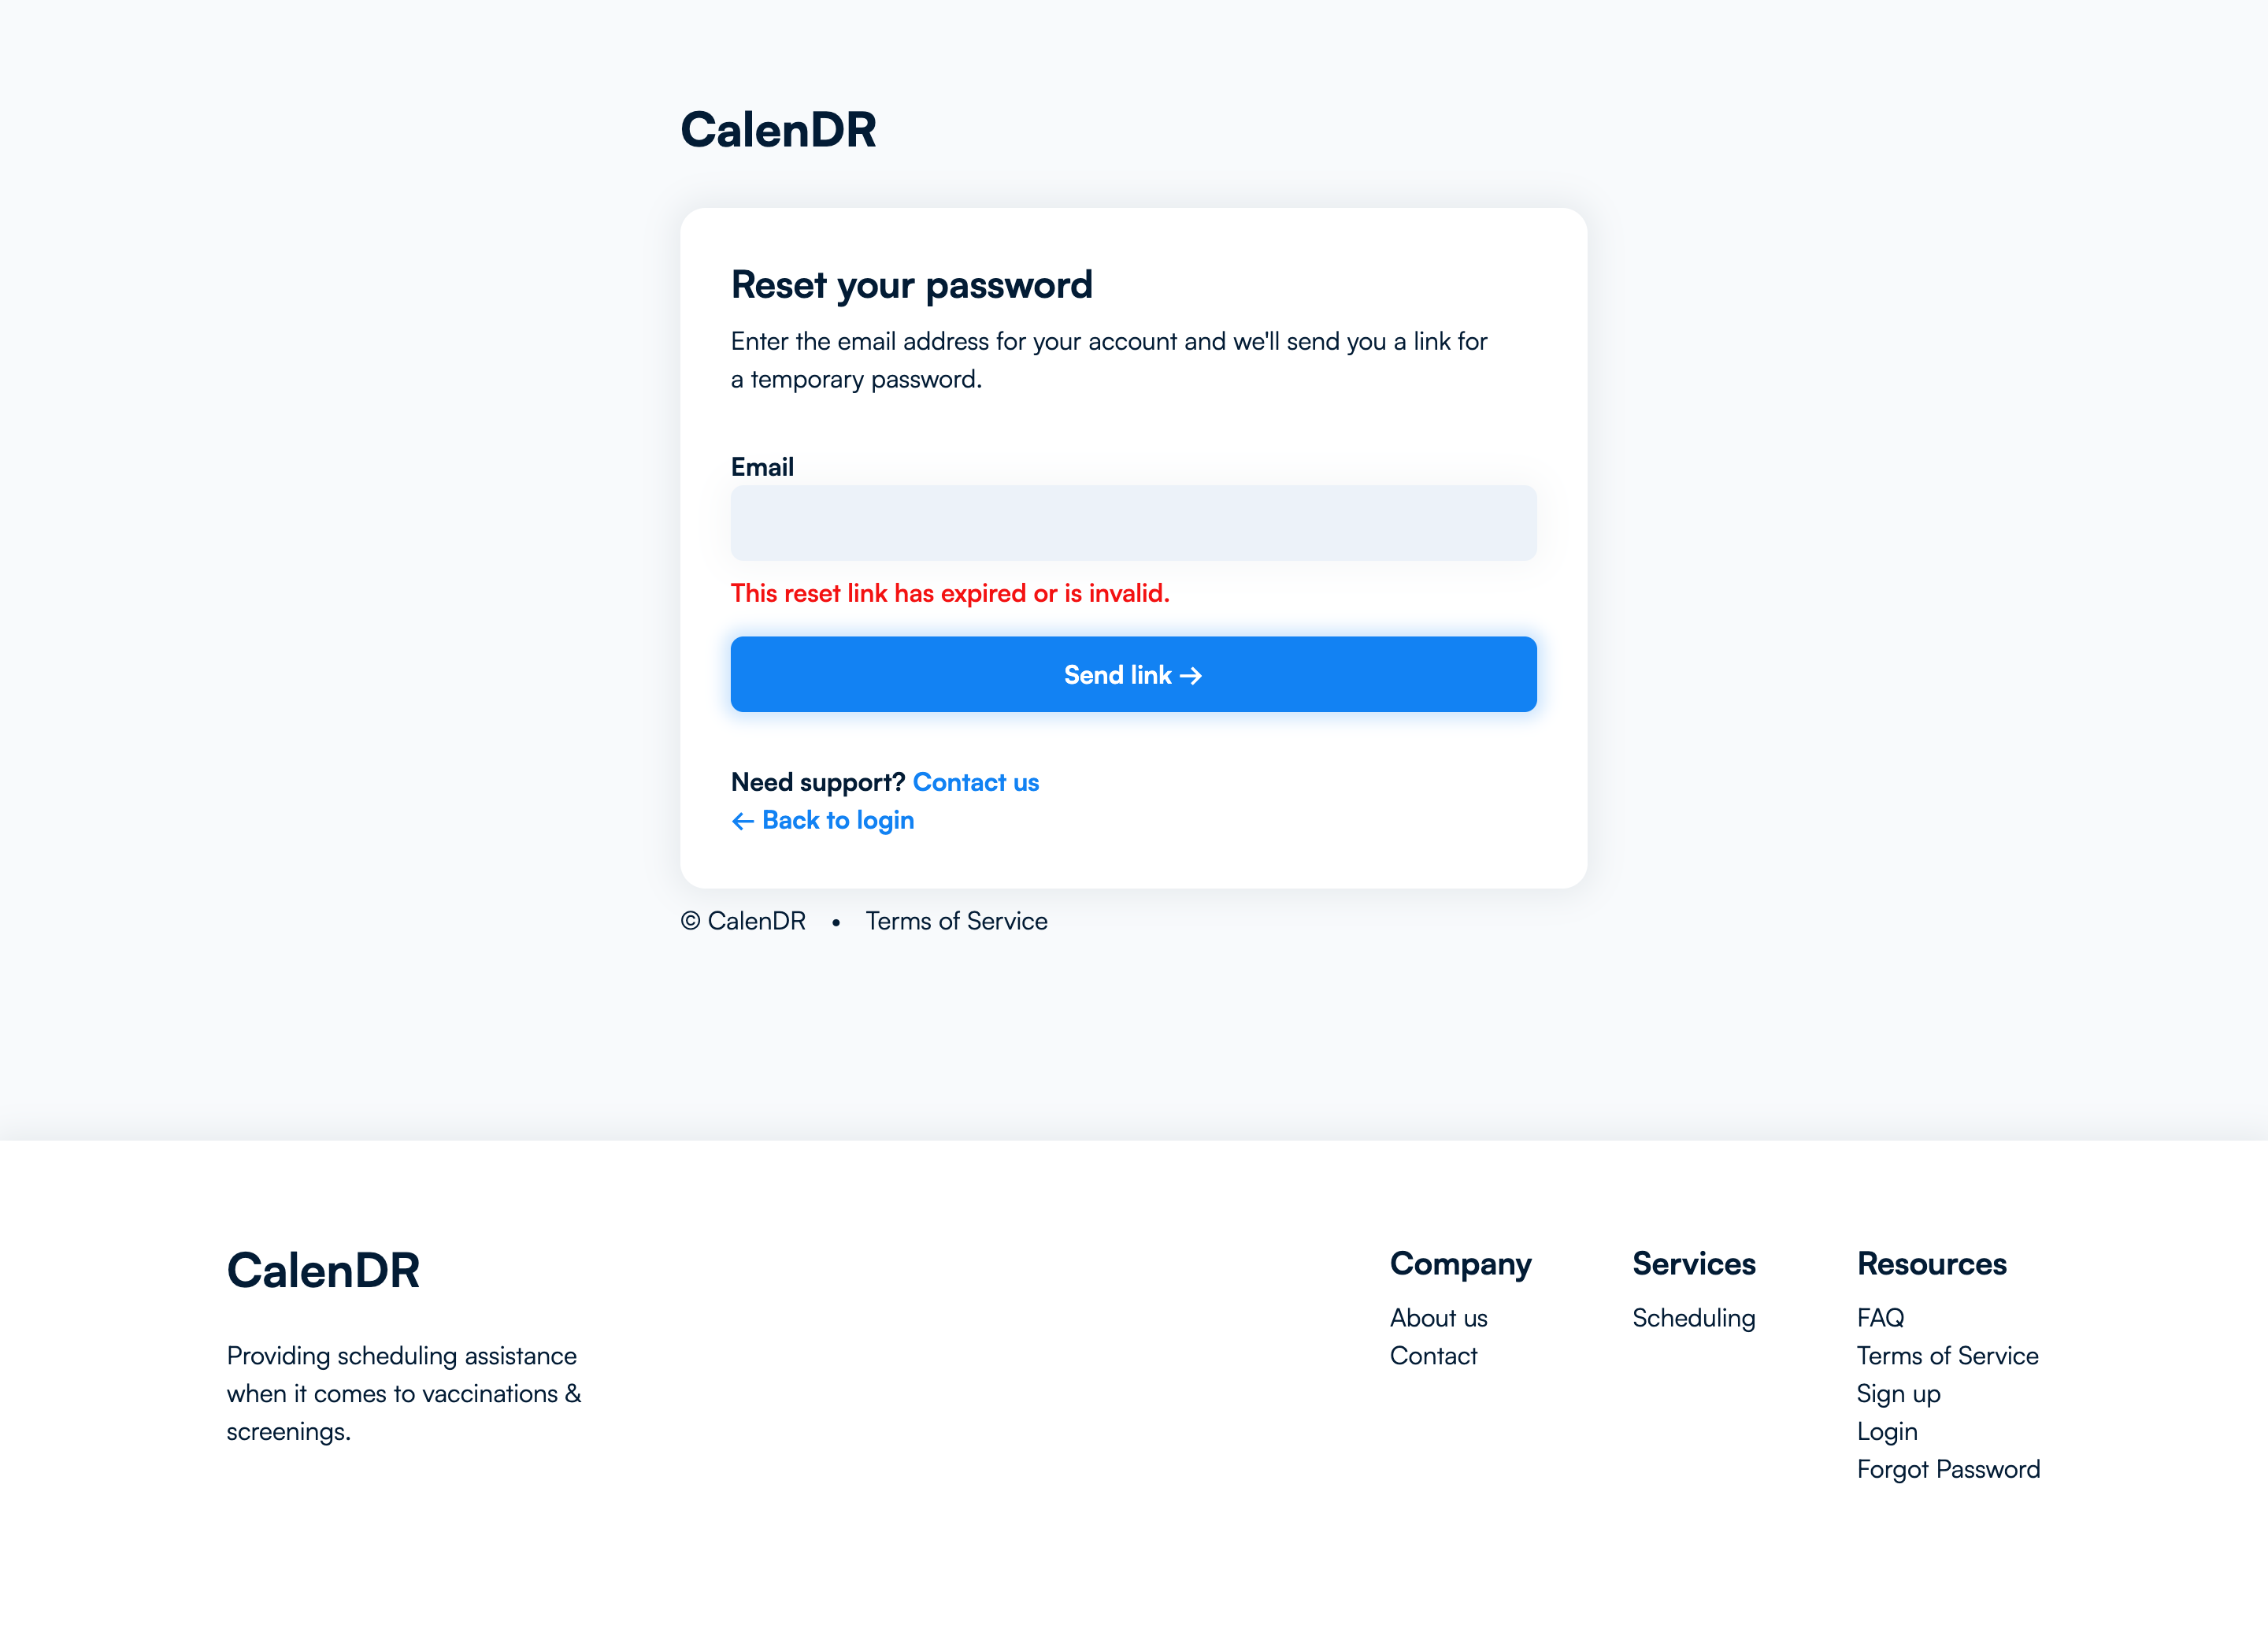 CalenDR
Reset your password
Enter the email address for your account and we'll send you a link for
a temporary password.
Email
This reset link has expired or is invalid.
Send link →
Need support? Contact us
← Back to login
© CalenDR • Terms of Service
CalenDR
Providing scheduling assistance
when it comes to vaccinations &
screenings.
Company
About us
Contact
Services
Scheduling
Resources
FAQ
Terms of Service
Sign up
Login
Forgot Password